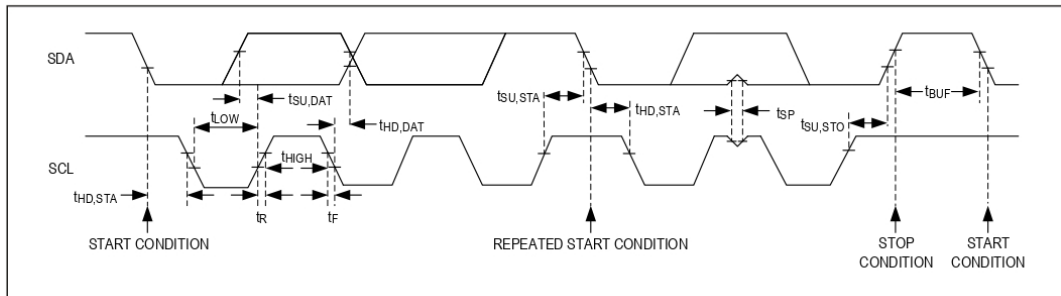 SDA
tSU,DAT
tLOW
tHD,DAT
tSU,STA
tHD,STA
tSP
tBUF
tSU,STO
SCL
tHIGH
tHD,STA
tR
tF
START CONDITION
REPEATED START CONDITION
STOP
CONDITION
START
CONDITION